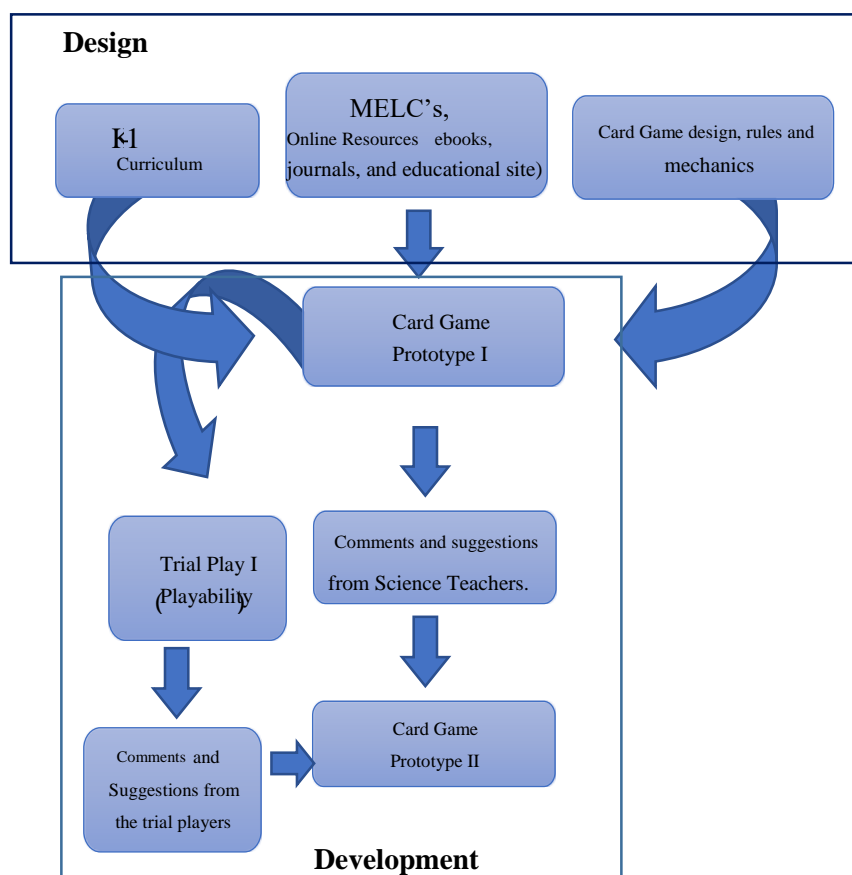 Design
K-1
Curriculum
MELC's,
Online Resources ebooks,
journals, and educational site)
Card Game design, rules and
mechanics
Card Game
Prototype I
Trial Play I
(Playability)
Comments and suggestions
from Science Teachers.
Comments and
Suggestions from
the trial players
Card Game
Prototype II
Development